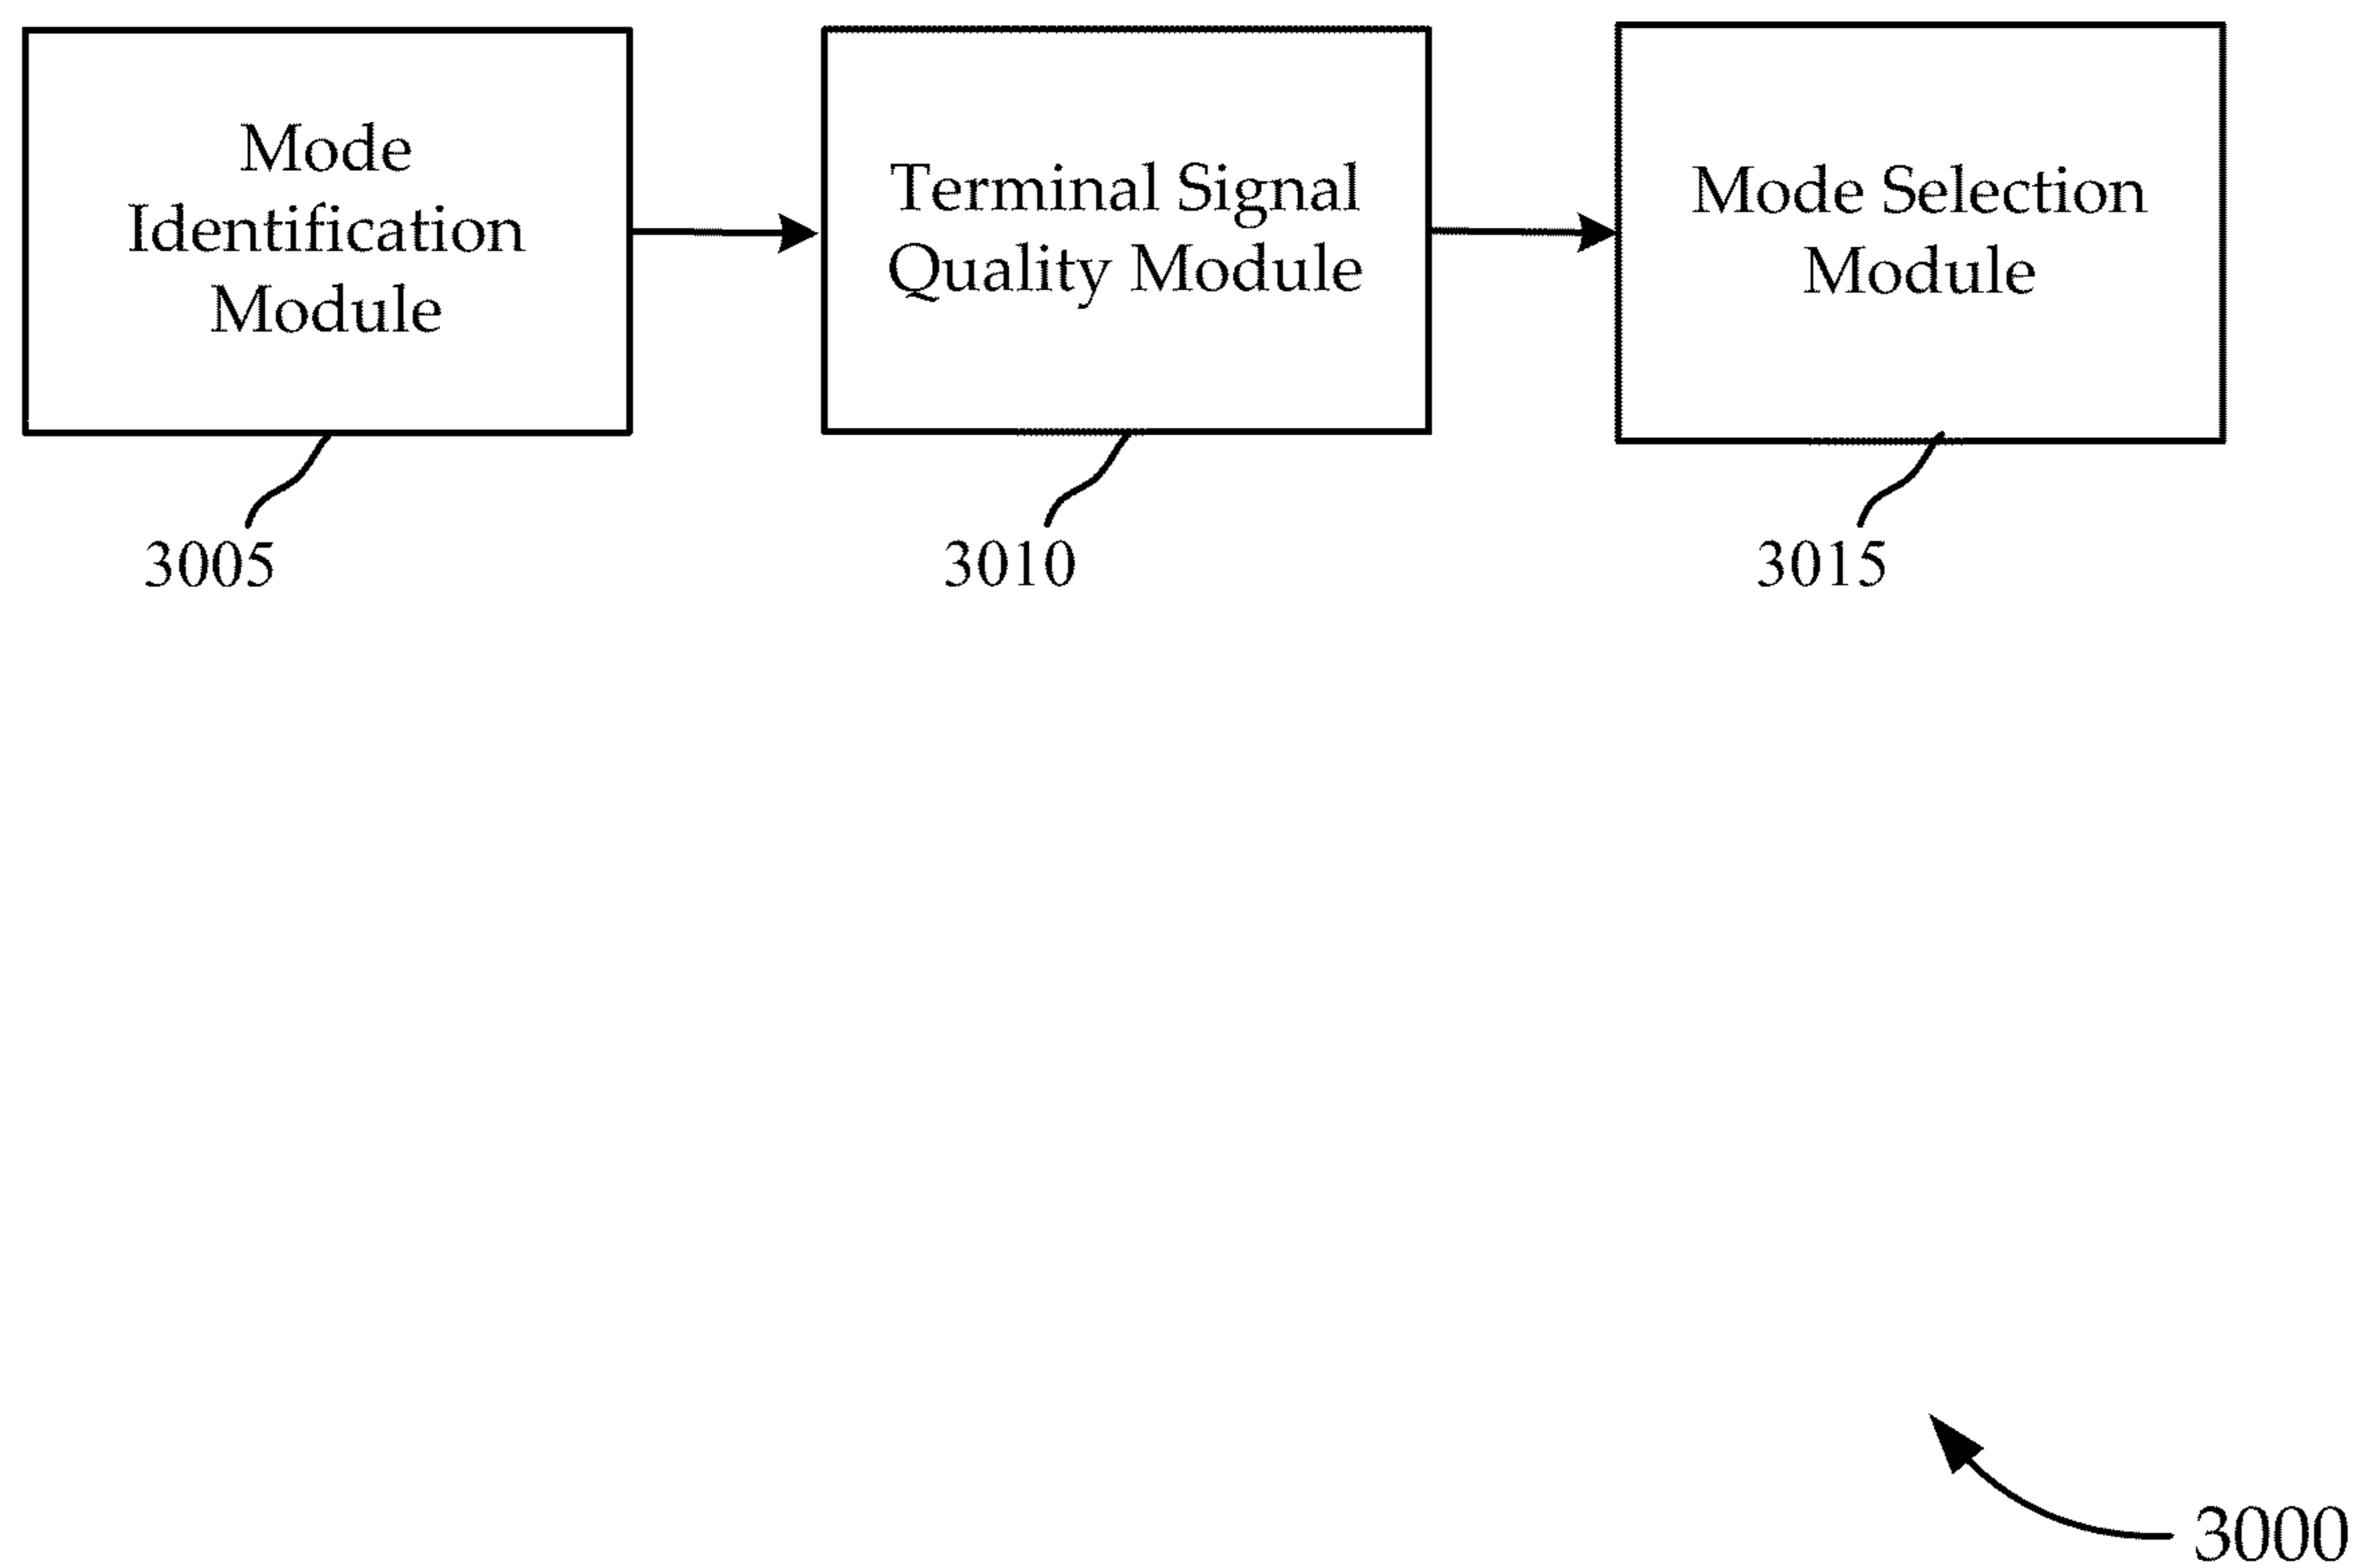 Mode
Identification
Module
Terminal Signal
Quality Module
Mode Selection
Module
3005
3010
3015
3000